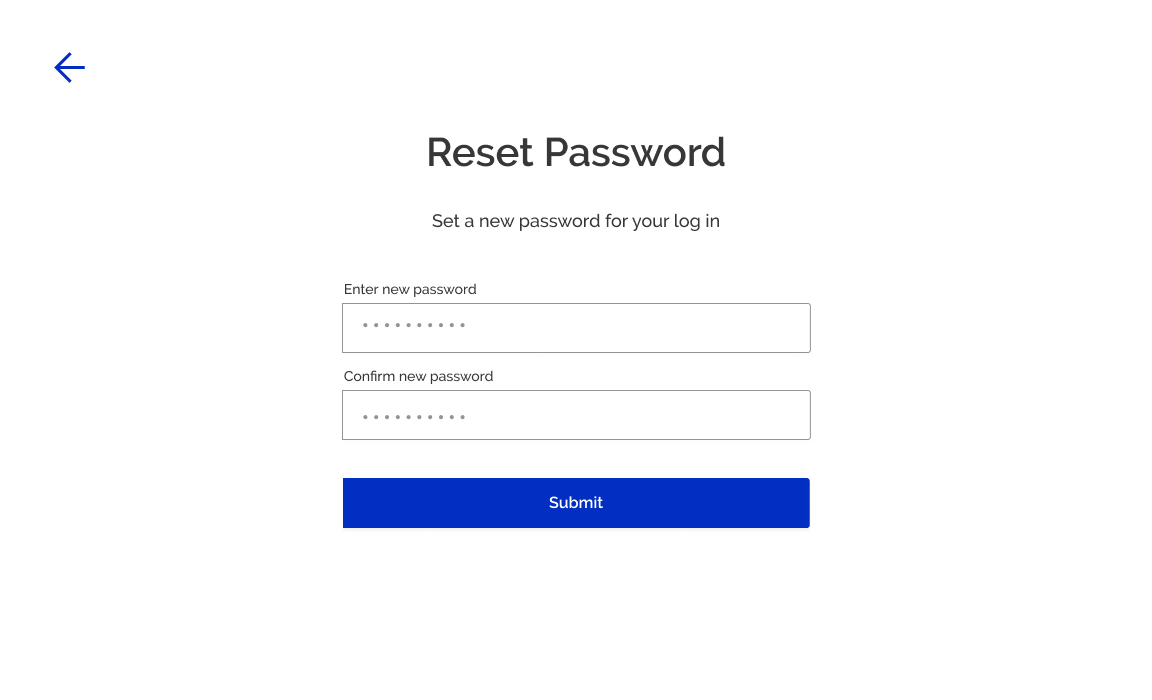 Reset Password
Set a new password for your log in
Enter new password
••••••••••
Confirm new password
••••••••••
Submit